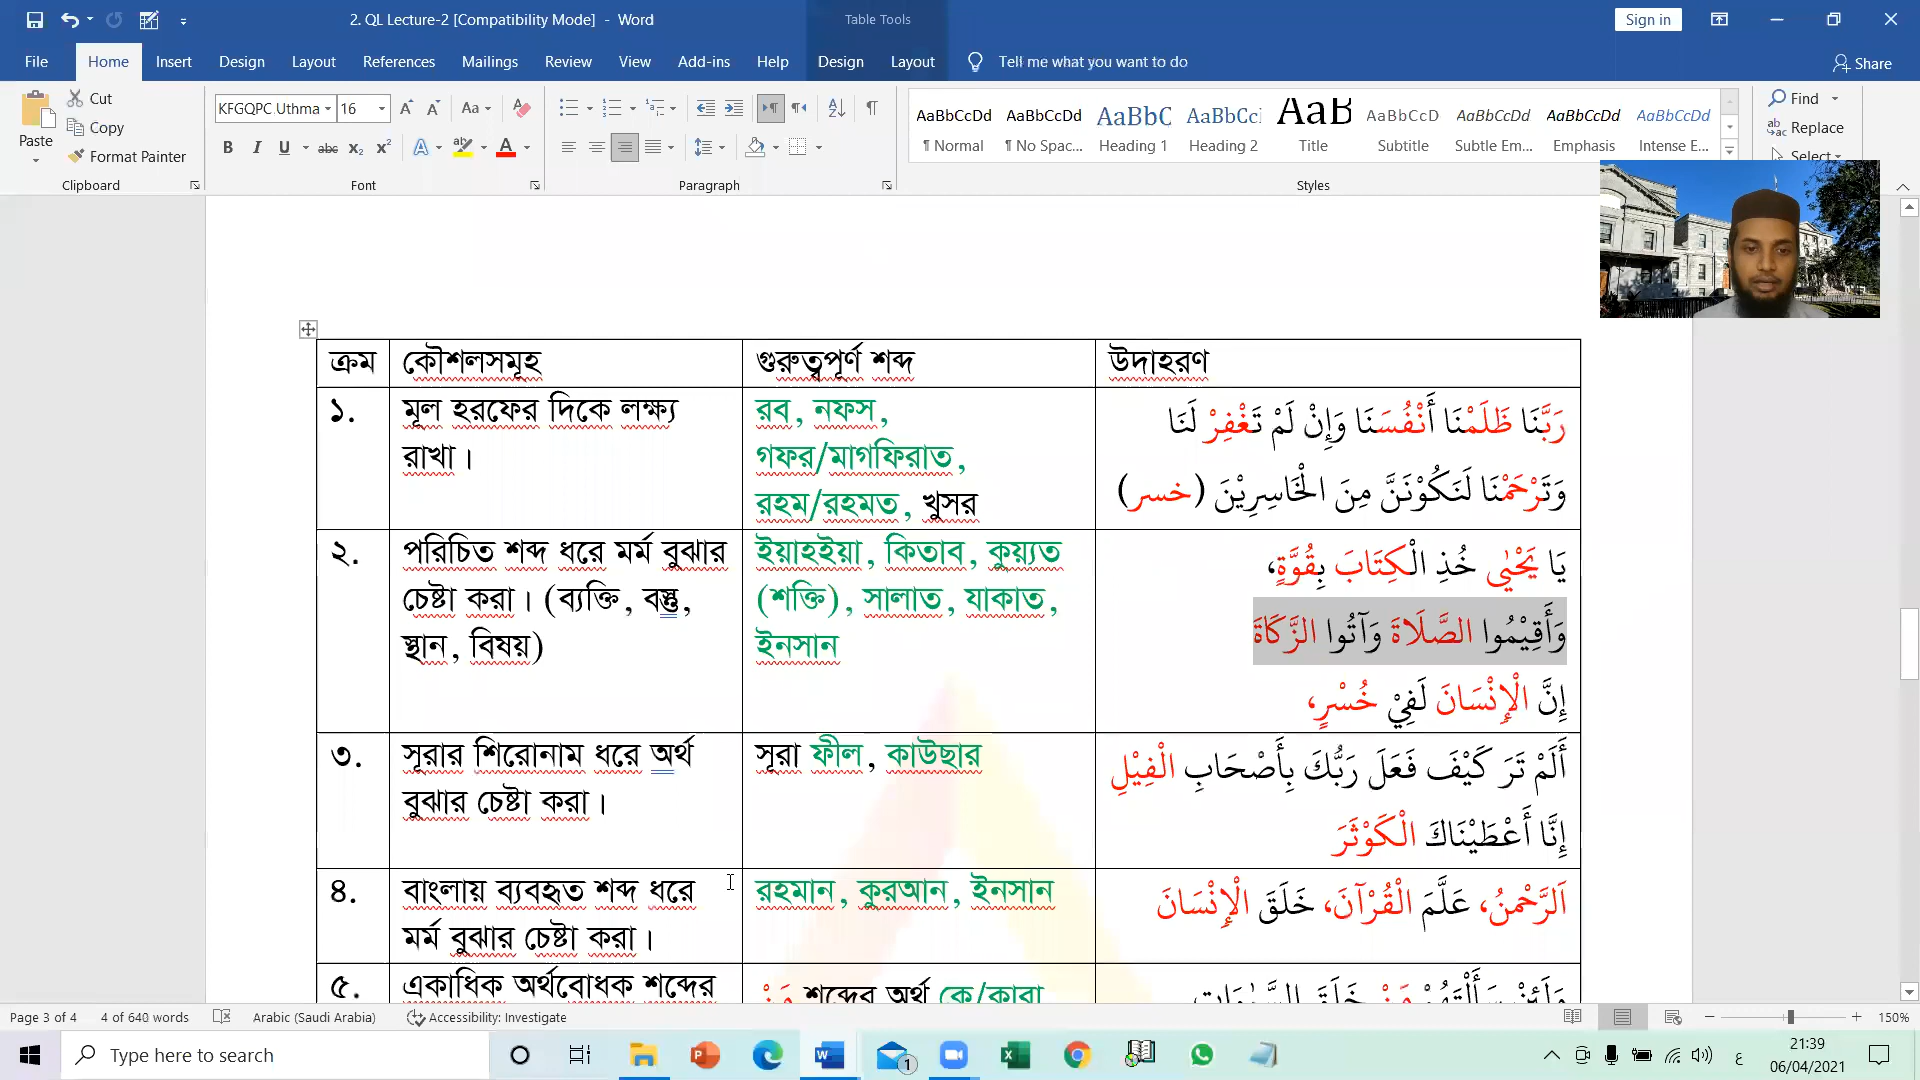 2. QL Lecture-2 [Compatibility Mode] - Word
Table Tools
Sign in
File Home Insert Design Layout References Mailings Review View Add-ins Help Design Layout Tell me what you want to do Share
Paste
Cut
Copy
Format Painter
Clipboard
KFGQPC Uthma 16
Font
Paragraph
AaBbCcDd AaBbCcDd AaBbC AaBbCc AaB AaBbCcD AaBbCcDd AaBbCcDd AaBbCcDd
¶ Normal ¶ No Spac... Heading 1 Heading 2 Title Subtitle Subtle Em... Emphasis Intense E...
Styles
Find
Replace
Select
ক্রম কৌশলসমূহ গুরুত্বপূর্ণ শব্দ উদাহরণ
১.
মূল হরফের দিকে লক্ষ্য
রাখা।
রব, নফস,
গফর/মাগফিরাত,
রহম/রহমত, খুসর
رَبَّنَا ظَلَمْنَا أَنْفُسَنَا وَإِنْ لَمْ تَغْفِرْ لَنَا
وَتَرْحَمْنَا لَنَكُوْنَنَّ مِنَ الْخَاسِرِيْنَ (خسر)
২.
পরিচিত শব্দ ধরে মর্ম বুঝার
চেষ্টা করা। (ব্যক্তি, বস্তু,
স্থান, বিষয়)
ইয়াহইয়া, কিতাব, কুয়্যত
(শক্তি), সালাত, যাকাত,
ইনসান
يَا يَحْيٰى خُذِ الْكِتَابَ بِقُوَّةٍ،
وَأَقِيْمُوا الصَّلَاةَ وَآتُوا الزَّكَاةَ
إِنَّ الْإِنْسَانَ لَفِيْ خُسْرٍ،
৩.
সূরার শিরোনাম ধরে অর্থ
বুঝার চেষ্টা করা।
সূরা ফীল, কাউছার
أَلَمْ تَرَ كَيْفَ فَعَلَ رَبُّكَ بِأَصْحَابِ الْفِيْلِ
إِنَّا أَعْطَيْنَاكَ الْكَوْثَرَ
৪.
বাংলায় ব্যবহৃত শব্দ ধরে
মর্ম বুঝার চেষ্টা করা।
রহমান, কুরআন, ইনসান
اَلرَّحْمٰنُ، عَلَّمَ الْقُرْآنَ، خَلَقَ الْإِنْسَانَ
৫.
একাধিক অর্থবোধক শব্দের
مَنْ শব্দের অর্থ কে/কারা
وَلَئِنْ سَأَلْتَهُمْ مَنْ خَلَقَ السَّمٰوَاتِ
Page 3 of 4 4 of 640 words Arabic (Saudi Arabia) Accessibility: Investigate 150%
Type here to search
1
ع
21:39
06/04/2021